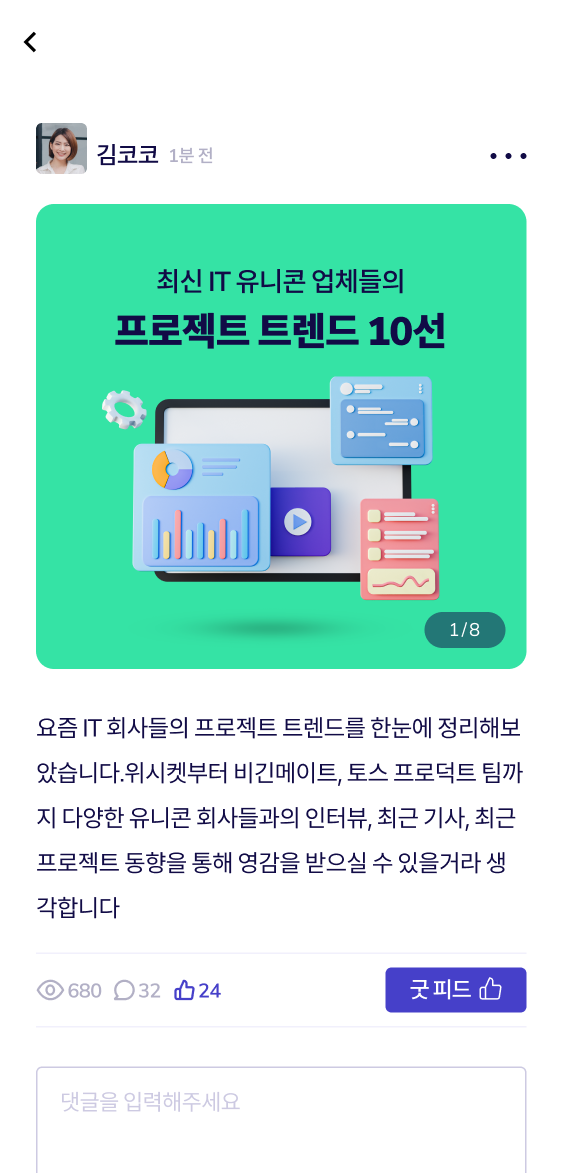 김코코 1분 전
최신 IT 유니콘 업체들의
프로젝트 트렌드 10선
1/8
요즘 IT 회사들의 프로젝트 트렌드를 한눈에 정리해보
았습니다.위시켓부터 비긴메이트, 토스 프로덕트 팀까
지 다양한 유니콘 회사들과의 인터뷰, 최근 기사, 최근
프로젝트 동향을 통해 영감을 받으실 수 있을거라 생
각합니다
680 32 24 굿 피드
댓글을 입력해주세요